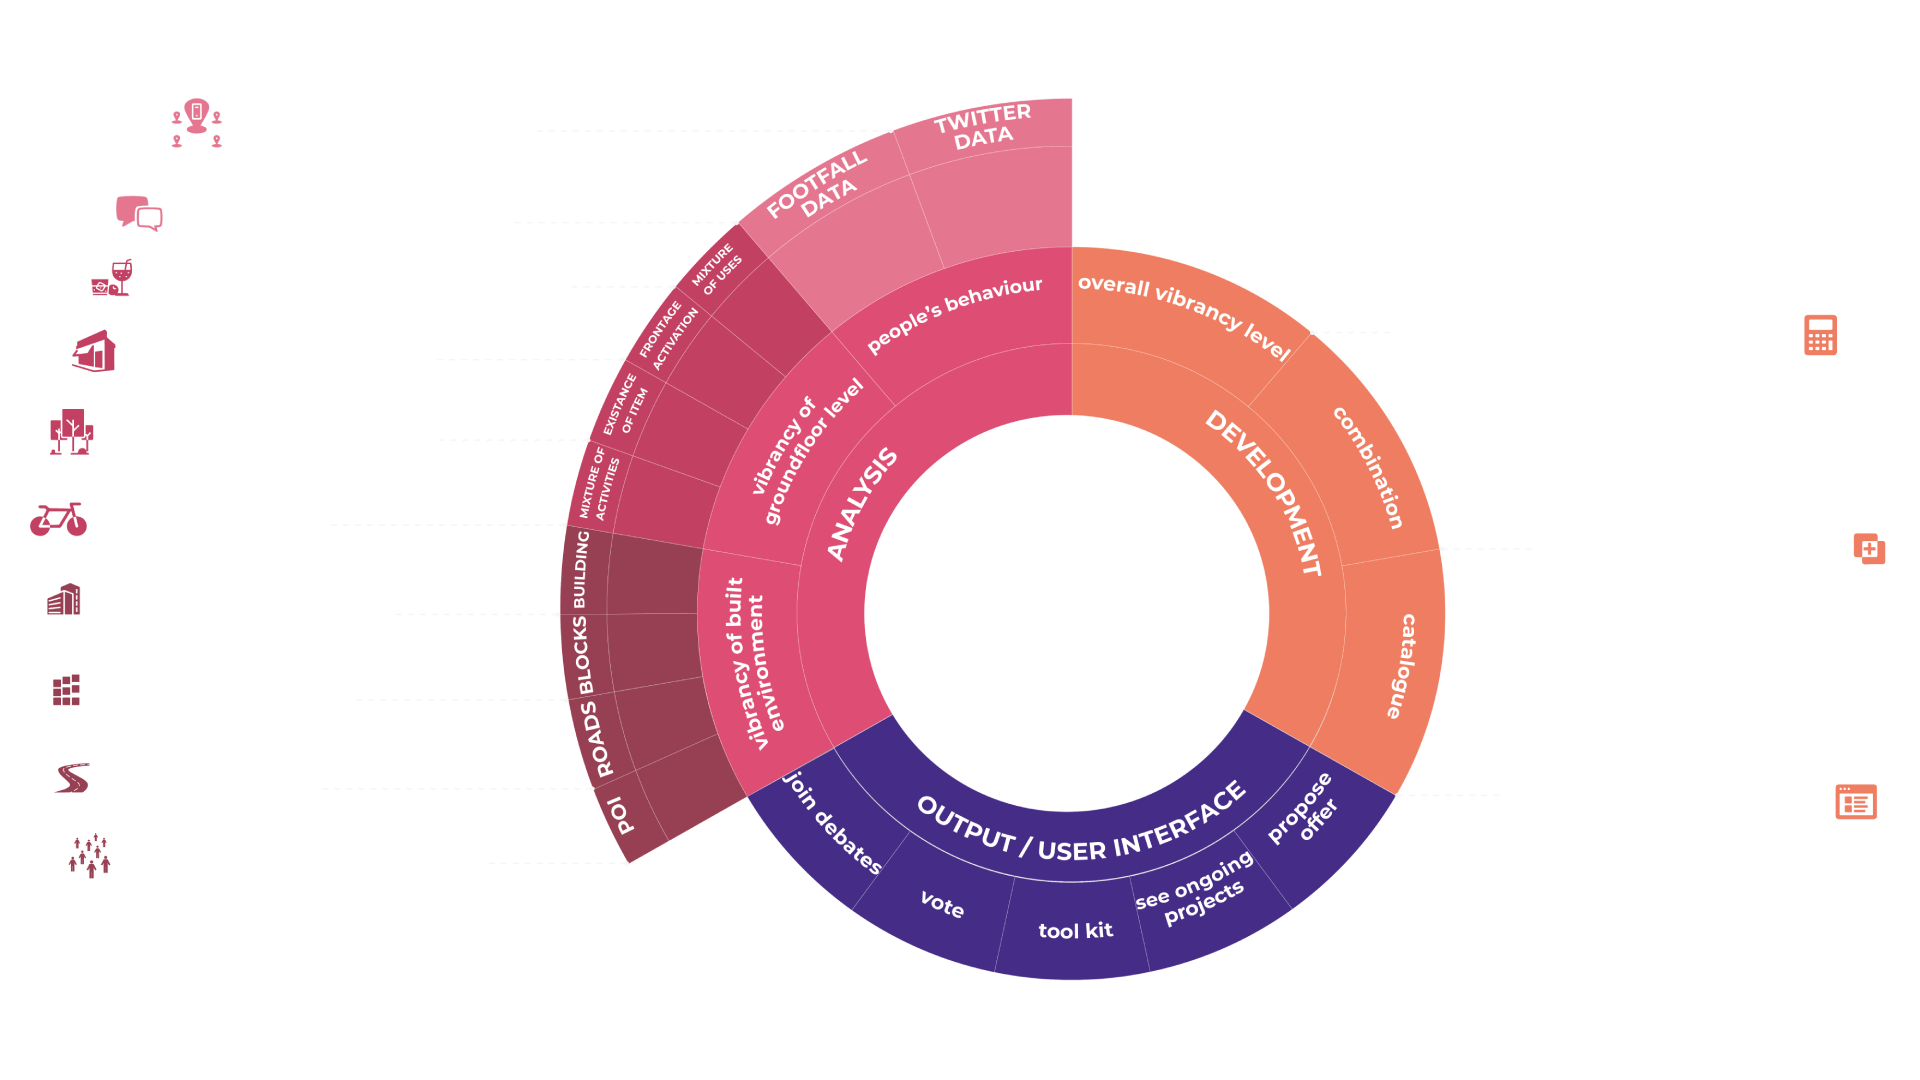 TWITTER
DATA
FOOTFALL
DATA
MIXTURE
OF USES
FRONTAGE
ACTIVATION
EXISTANCE
OF ITEM
MIXTURE OF
ACTIVITIES
BUILDING
BLOCKS
ROADS
POI
people's behaviour
vibrancy of
groundfloor level
vibrancy of built
environment
ANALYSIS
overall vibrancy level
combination
catalogue
DEVELOPMENT
OUTPUT / USER INTERFACE
join debates
vote
tool kit
see ongoing
projects
propose
offer